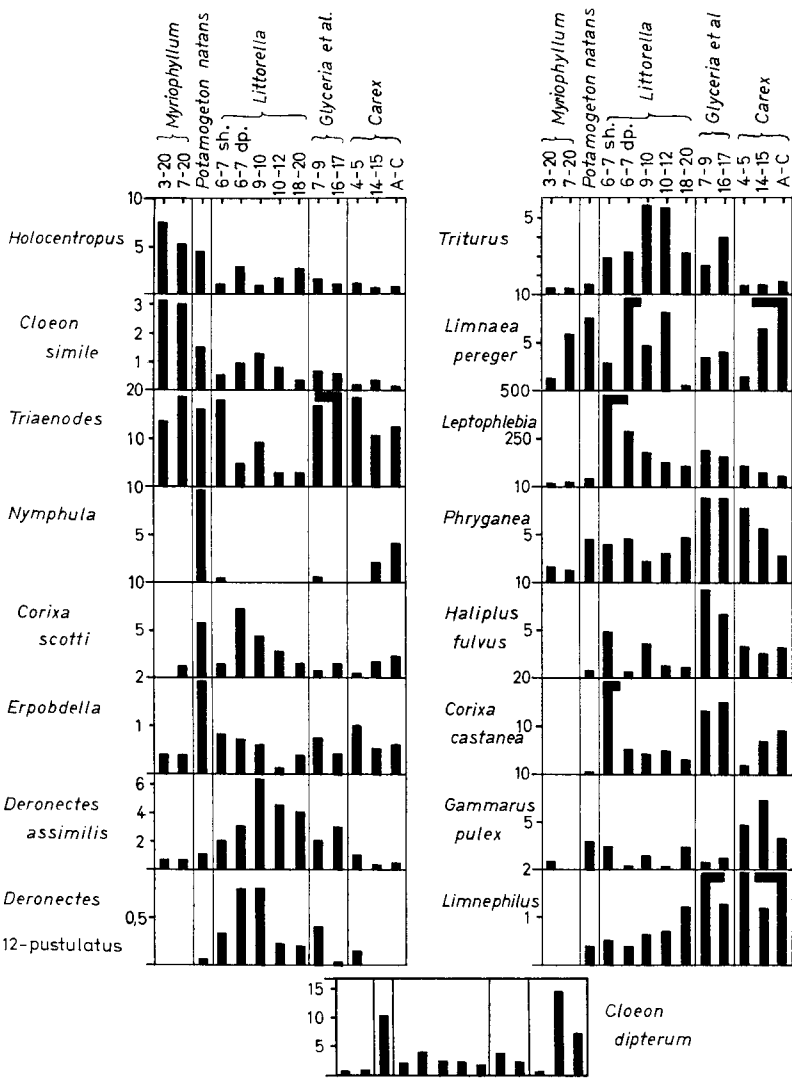 Myriophyllum
Potamogeton natans
Littorella
Glyceria et al.
Carex
3-20
7-20
6-7 sh.
6-7 dp.
9-10
10-12
18-20
7-9
16-17
4-5
14-15
A-C
Holocentropus
10
5
Cloeon
simile
3
2
1
Triaenodes
20
10
Nymphula
10
5
Corixa
scotti
10
5
Erpobdella
2
1
Deronectes
assimilis
6
4
2
Deronectes
12-pustulatus
0,5
Myriophyllum
Potamogeton natans
Littorella
Glyceria et al
Carex
3-20
7-20
6-7 sh.
6-7 dp.
9-10
10-12
18-20
7-9
16-17
4-5
14-15
A-C
Triturus
5
Limnaea
pereger
10
5
Leptophlebia
500
250
Phryganea
10
5
Haliplus
fulvus
10
5
Corixa
castanea
20
10
Gammarus
pulex
10
5
Limnephilus
2
1
15
10
5
Cloeon
dipterum